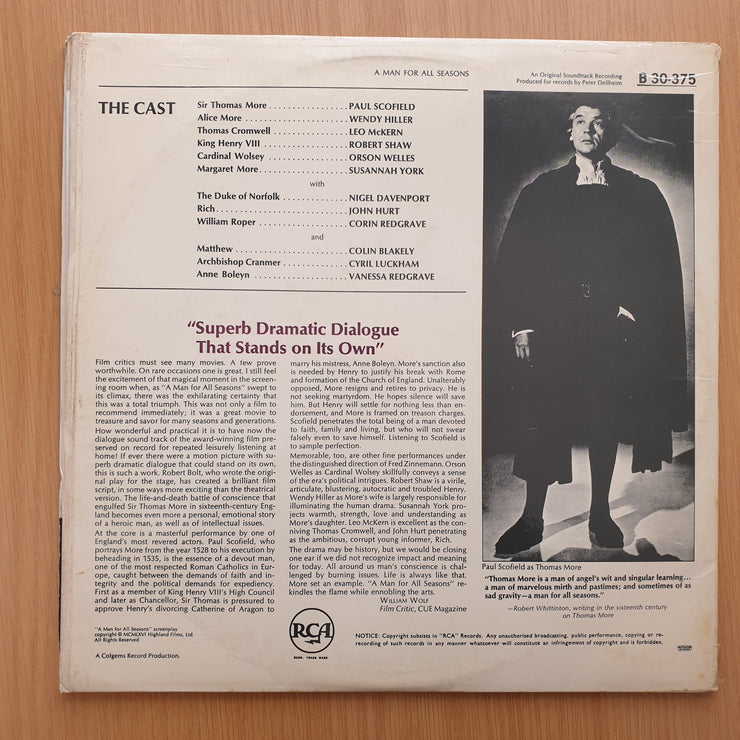 A MAN FOR ALL SEASONS
An Original Soundtrack Recording
Produced for records by Peter Dellheim
B 30-375
THE CAST
Sir Thomas More . . . . . . . . . . . . . . . PAUL SCOFIELD
Alice More . . . . . . . . . . . . . . . . . . . . WENDY HILLER
Thomas Cromwell . . . . . . . . . . . . . . LEO McKERN
King Henry VIII . . . . . . . . . . . . . . . . ROBERT SHAW
Cardinal Wolsey . . . . . . . . . . . . . . . ORSON WELLES
Margaret More . . . . . . . . . . . . . . . . SUSANNAH YORK
with
The Duke of Norfolk . . . . . . . . . . . . NIGEL DAVENPORT
Rich . . . . . . . . . . . . . . . . . . . . . . . . JOHN HURT
William Roper . . . . . . . . . . . . . . . . CORIN REDGRAVE
and
Matthew . . . . . . . . . . . . . . . . . . . . COLIN BLAKELY
Archbishop Cranmer . . . . . . . . . . . . CYRIL LUCKHAM
Anne Boleyn . . . . . . . . . . . . . . . . . VANESSA REDGRAVE
"Superb Dramatic Dialogue
That Stands on Its Own"
Film critics must see many movies. A few prove
worthwhile. On rare occasions one is great. I still feel
the excitement of that magical moment in the screen-
ing room when, as "A Man for All Seasons" swept to
its climax, there was the exhilarating certainty that
this was a total triumph. This was not only a film to
recommend immediately; it was a great movie to
treasure and savor for many seasons and generations.
How wonderful and practical it is to have now the
dialogue sound track of the award-winning film pre-
served on record for repeated leisurely listening at
home! If ever there were a motion picture with su-
perb dramatic dialogue that could stand on its own,
this is such a work. Robert Bolt, who wrote the origi-
nal play for the stage, has created a brilliant film
script, in some ways more exciting than the theatrical
version. The life-and-death battle of conscience that
engulfed Sir Thomas More in sixteenth-century Eng-
land becomes even more a personal, emotional story
of a heroic man, as well as of intellectual issues.
At the core is a masterful performance by one of
England's most revered actors. Paul Scofield, who
portrays More from the year 1528 to his execution by
beheading in 1535, is the essence of a devout man,
one of the most respected Roman Catholics in Eu-
rope, caught between the demands of faith and in-
tegrity and the political demands for expediency.
First as a member of King Henry VIII's High Council
and later as Chancellor, Sir Thomas is pressured to
approve Henry's divorcing Catherine of Aragon to
marry his mistress, Anne Boleyn. More's sanction also
is needed by Henry to justify his break with Rome
and formation of the Church of England. Unalterably
opposed, More resigns and retires to privacy. He is
not seeking martyrdom. He hopes silence will save
him. But Henry will settle for nothing less than en-
dorsement, and More is framed on treason charges.
Scofield penetrates the total being of a man devoted
to faith, family and living, but who will not swear
falsely even to save himself. Listening to Scofield is
to sample perfection.
Memorable, too, are other fine performances under
the distinguished direction of Fred Zinnemann. Orson
Welles as Cardinal Wolsey skillfully conveys a sense
of the era's political intrigues. Robert Shaw is a virile,
articulate, blustering, autocratic and troubled Henry.
Wendy Hiller as More's wife is largely responsible for
illuminating the human drama. Susannah York pro-
jects warmth, strength, love and understanding as
More's daughter. Leo McKern is excellent as the con-
niving Thomas Cromwell, and John Hurt penetrating
as the ambitious, corrupt young informer, Rich.
The drama may be history, but we would be closing
one ear if we did not recognize impact and meaning
for today. All around us man's conscience is chal-
lenged by burning issues. Life is always like that.
More set an example. "A Man for All Seasons" re-
kindles the flame while ennobling the arts.
WILLIAM WOLF
Film Critic, CUE Magazine
Paul Scofield as Thomas More
"Thomas More is a man of angel's wit and singular learning...
a man of marvelous mirth and pastimes; and sometimes of as
sad gravity—a man for all seasons."
—Robert Whittinton, writing in the sixteenth century
on Thomas More
"A Man for All Seasons" screenplay
copyright © MCMLXVI Highland Films, Ltd.
All Rights Reserved.
A Colgems Record Production.
RCA
REGD. TRADE MARK
NOTICE: Copyright subsists in "RCA" Records. Any unauthorised broadcasting, public performance, copying or re-
recording of such records in any manner whatsoever will constitute an infringement of copyright and is forbidden.